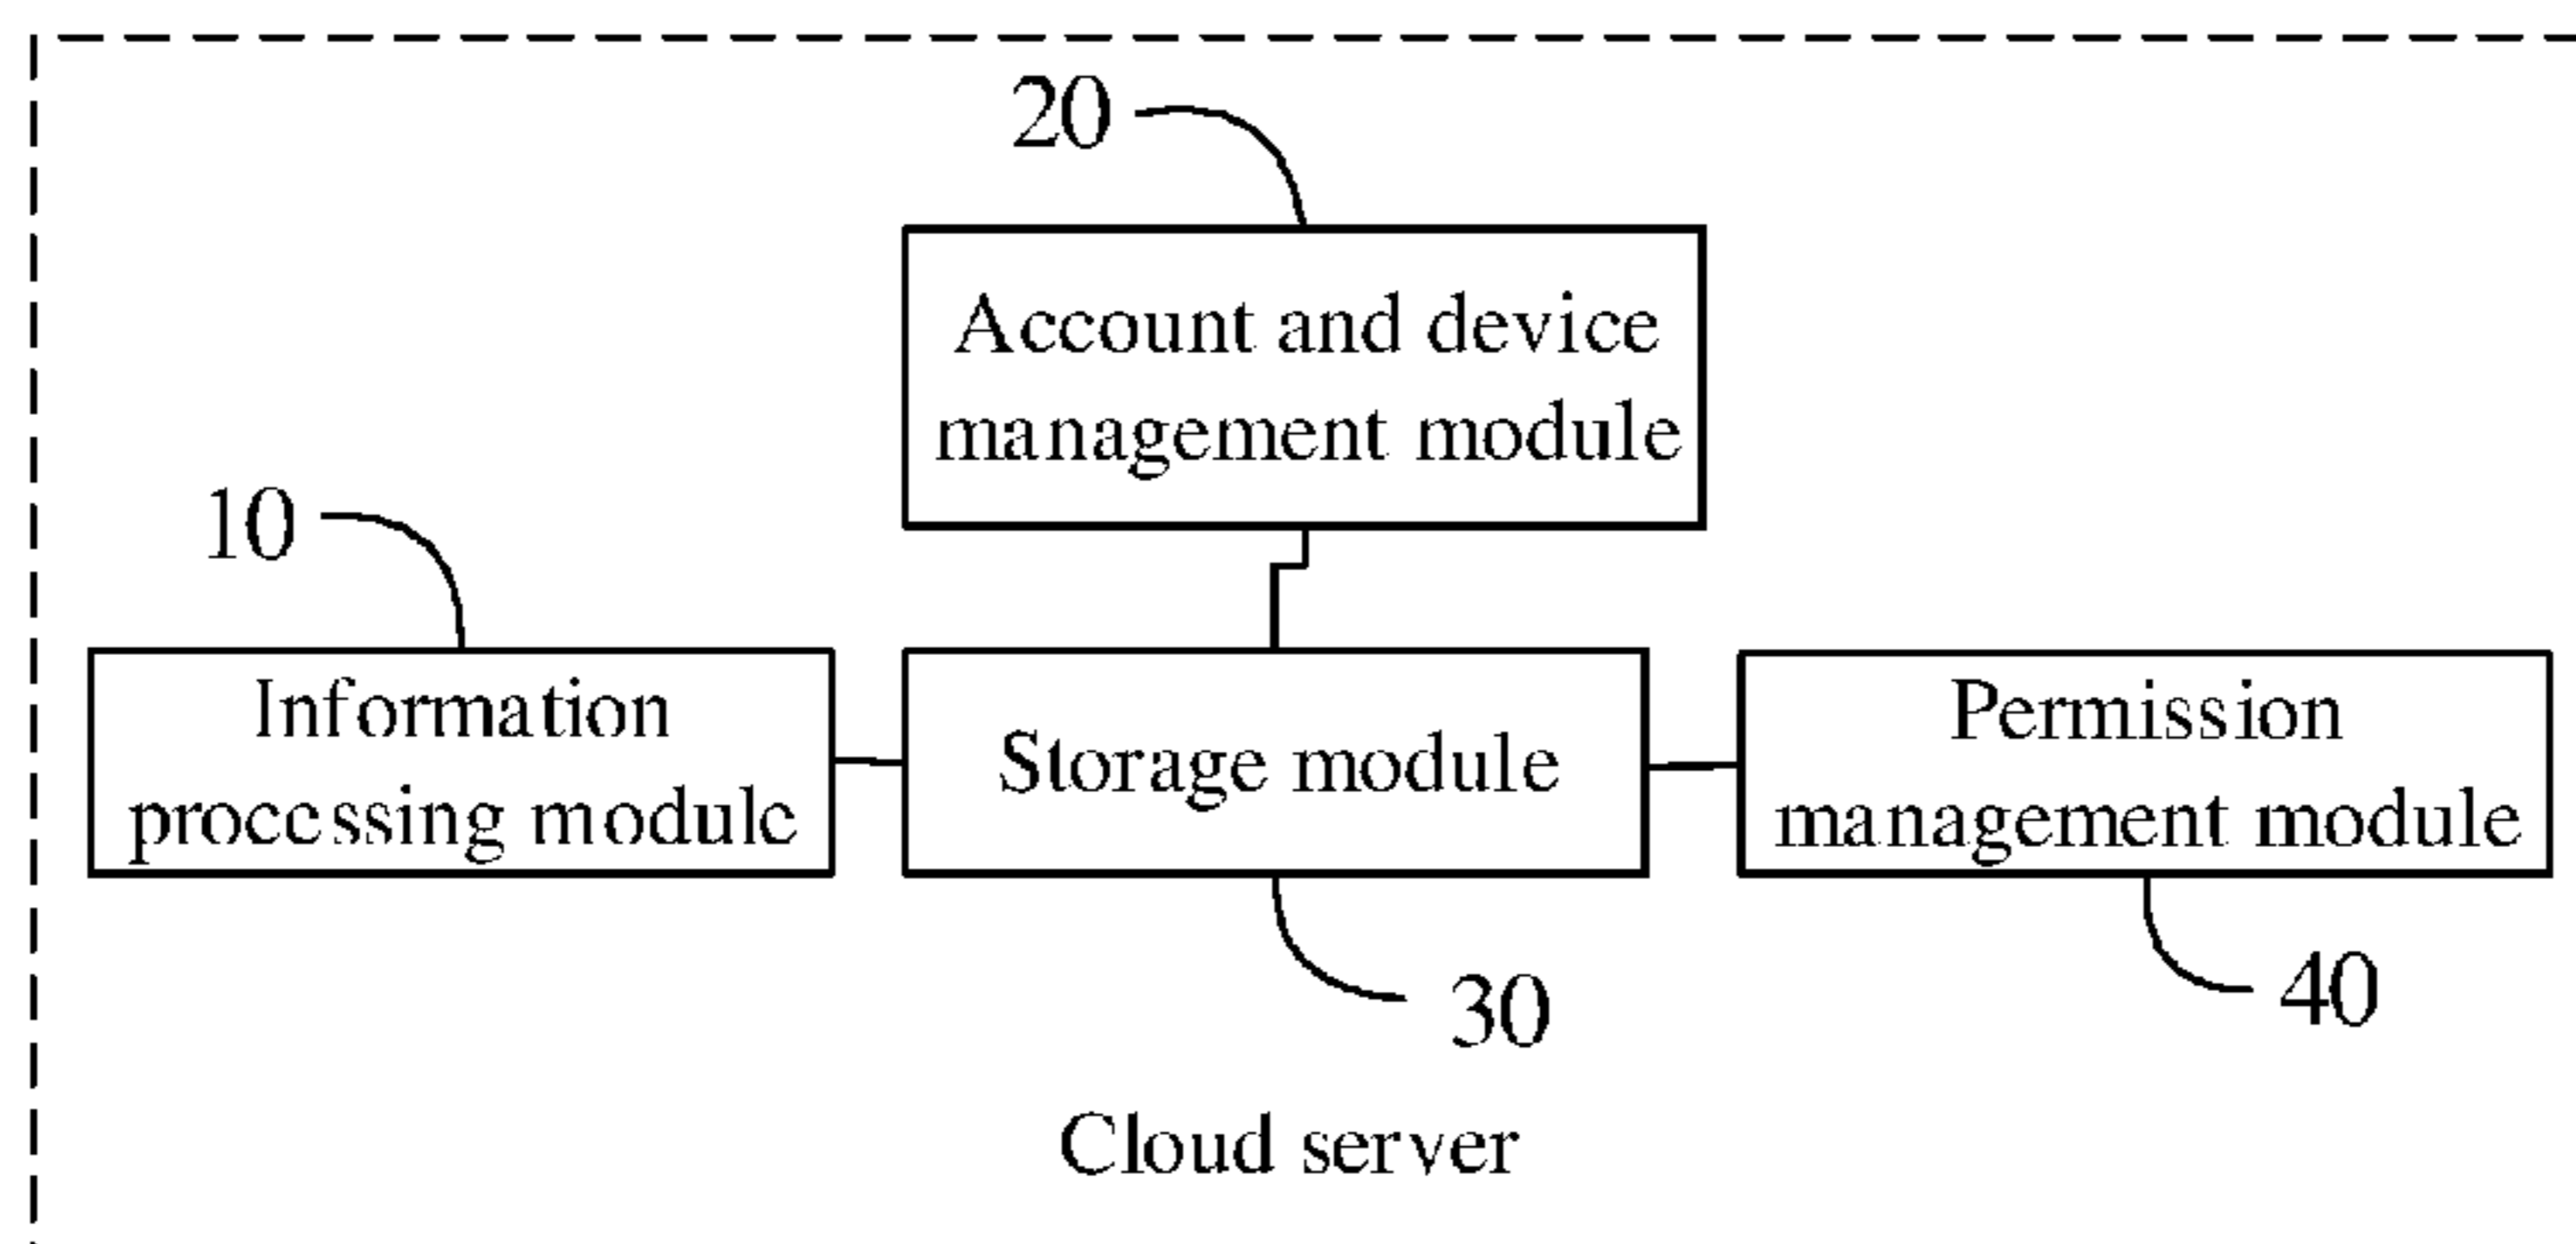 20
Account and device
management module
10
Information
processing module
Storage module
Permission
management module
30
40
Cloud server